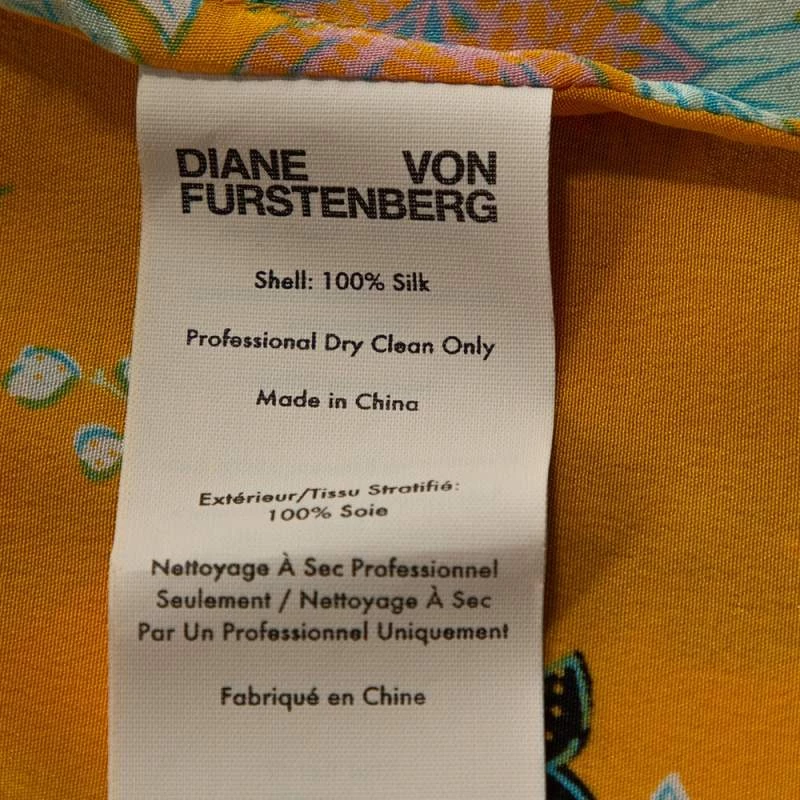 DIANE VON
FURSTENBERG
Shell: 100% Silk
Professional Dry Clean Only
Made in China
Extérieur/Tissu Stratifié:
100% Soie
Nettoyage À Sec Professionnel
Seulement / Nettoyage À Sec
Par Un Professionnel Uniquement
Fabriqué en Chine